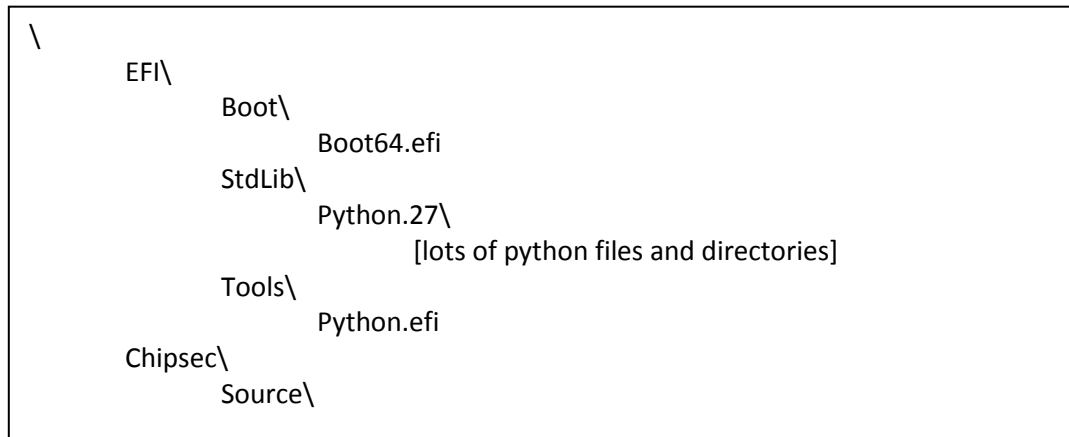 \
EFI\
Boot\
Boot64.efi
StdLib\
Python.27\
[lots of python files and directories]
Tools\
Python.efi
Chipsec\
Source\